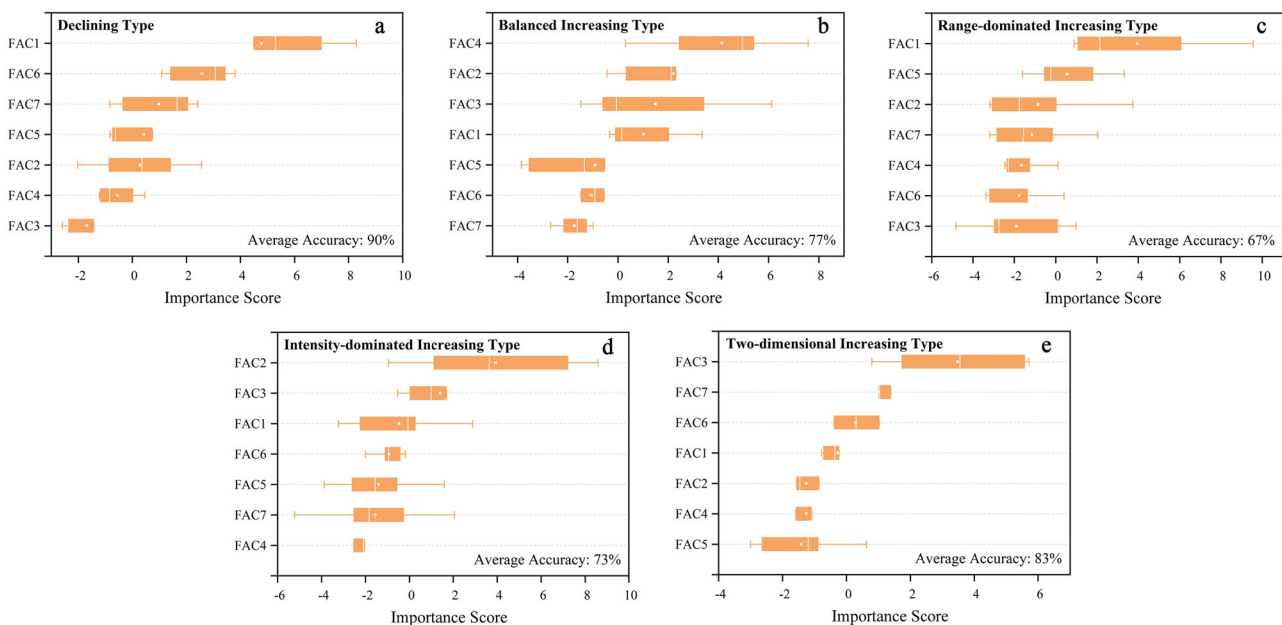 Declining Type
a
FAC1
FAC6
FAC7
FAC5
FAC2
FAC4
FAC3
Average Accuracy: 90%
-2 0 2 4 6 8 10
Importance Score
Balanced Increasing Type
b
FAC4
FAC2
FAC3
FAC1
FAC5
FAC6
FAC7
Average Accuracy: 77%
-4 -2 0 2 4 6 8
Importance Score
Range-dominated Increasing Type
c
FAC1
FAC5
FAC2
FAC7
FAC4
FAC6
FAC3
Average Accuracy: 67%
-6 -4 -2 0 2 4 6 8 10
Importance Score
Intensity-dominated Increasing Type
d
FAC2
FAC3
FAC1
FAC6
FAC5
FAC7
FAC4
Average Accuracy: 73%
-6 -4 -2 0 2 4 6 8 10
Importance Score
Two-dimensional Increasing Type
e
FAC3
FAC7
FAC6
FAC1
FAC2
FAC4
FAC5
Average Accuracy: 83%
-4 -2 0 2 4 6
Importance Score